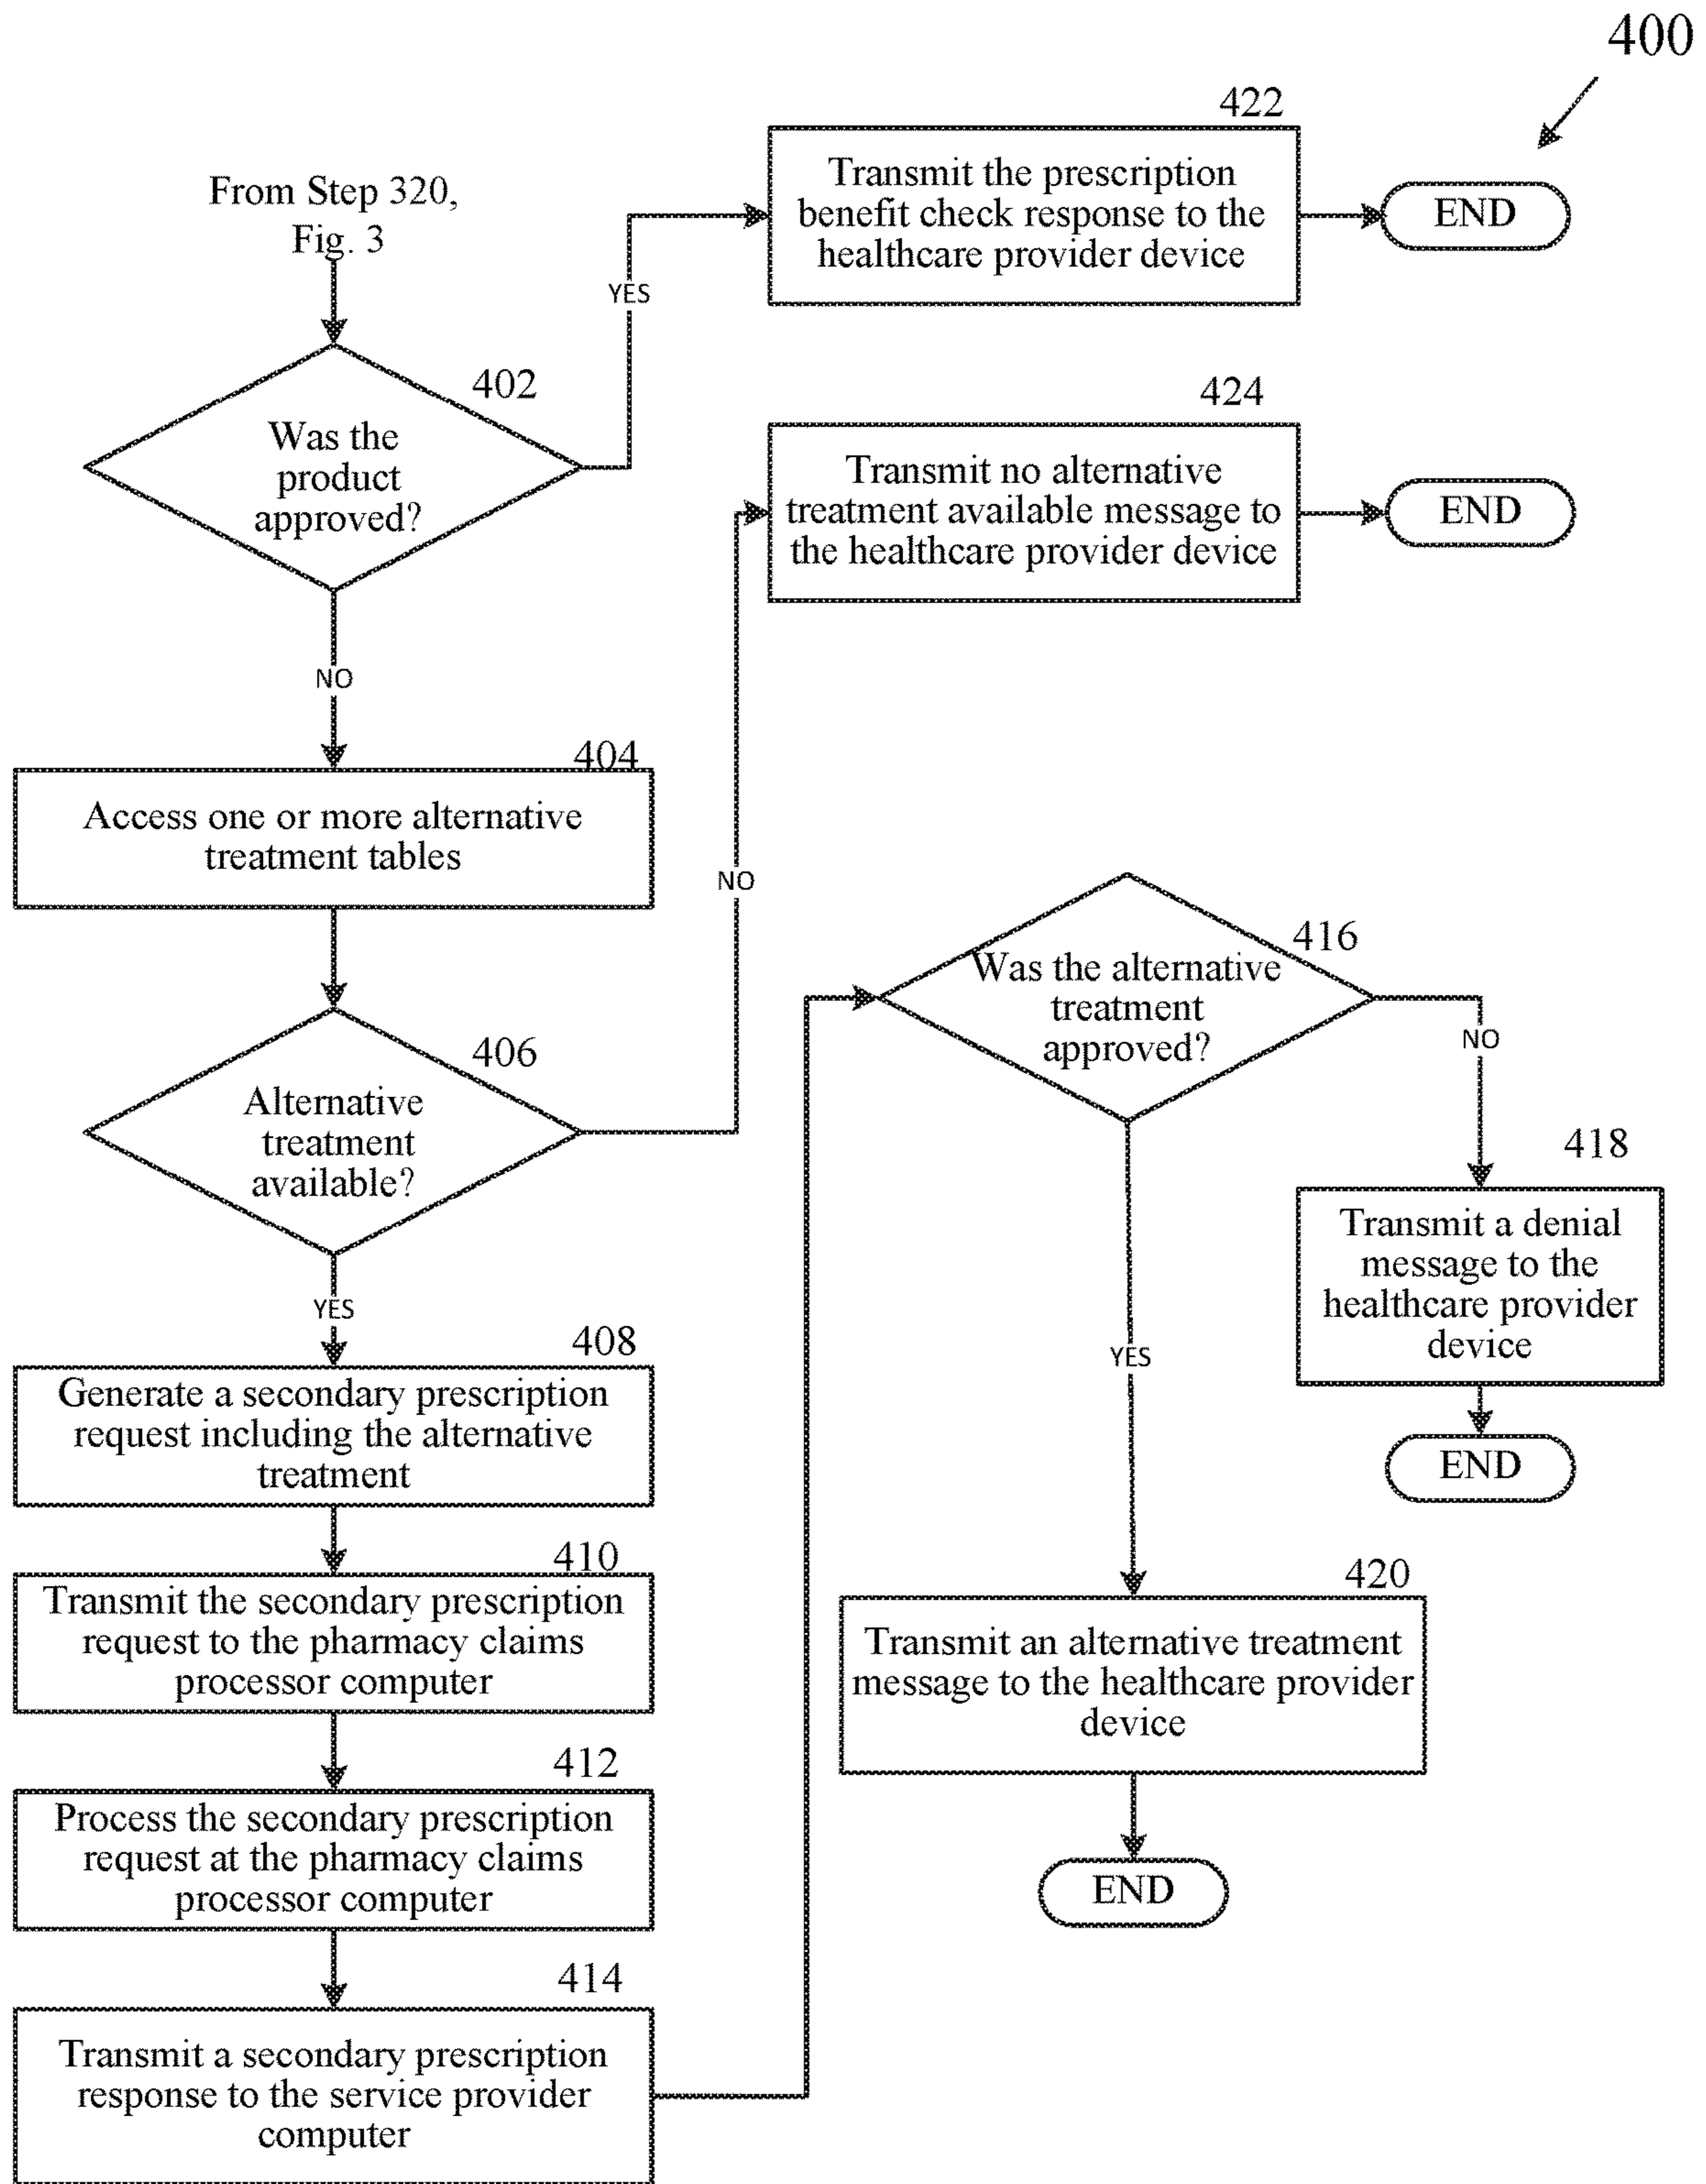 400
422
Transmit the prescription
benefit check response to the
healthcare provider device
END
From Step 320,
Fig. 3
YES
402
Was the
product
approved?
424
Transmit no alternative
treatment available message to
the healthcare provider device
END
NO
404
Access one or more alternative
treatment tables
NO
406
Alternative
treatment
available?
416
Was the alternative
treatment
approved?
NO
418
Transmit a denial
message to the
healthcare provider
device
END
YES
408
Generate a secondary prescription
request including the alternative
treatment
YES
410
Transmit the secondary prescription
request to the pharmacy claims
processor computer
420
Transmit an alternative treatment
message to the healthcare provider
device
END
412
Process the secondary prescription
request at the pharmacy claims
processor computer
414
Transmit a secondary prescription
response to the service provider
computer